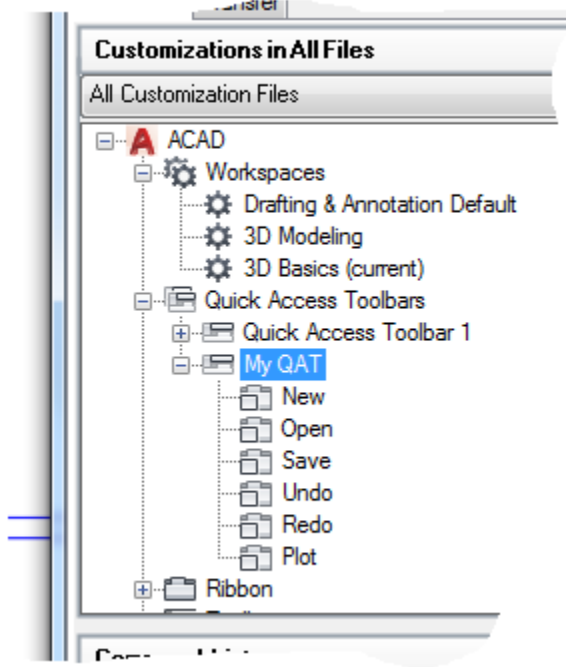 Transfer
Customizations in All Files
All Customization Files
ACAD
Workspaces
Drafting & Annotation Default
3D Modeling
3D Basics (current)
Quick Access Toolbars
Quick Access Toolbar 1
My QAT
New
Open
Save
Undo
Redo
Plot
Ribbon